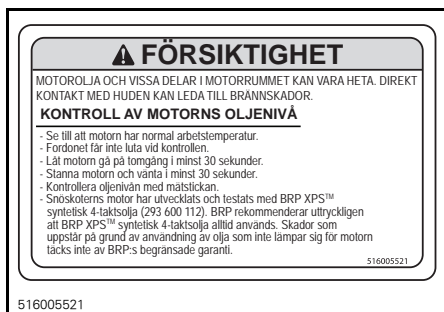 FÖRSIKTIGHET
MOTOROLJA OCH VISSA DELAR I MOTORRUMMET KAN VARA HETA. DIREKT
KONTAKT MED HUDEN KAN LEDA TILL BRÄNNSKADOR.
KONTROLL AV MOTORNS OLJENIVÅ
- Se till att motorn har normal arbetstemperatur.
- Fordonet får inte luta vid kontrollen.
- Låt motorn gå på tomgång i minst 30 sekunder.
- Stanna motorn och vänta i minst 30 sekunder.
- Kontrollera oljenivån med mätstickan.
- Snöskoterns motor har utvecklats och testats med BRP XPS™
syntetisk 4-taktsolja (293 600 112). BRP rekommenderar uttryckligen
att BRP XPS™ syntetisk 4-taktsolja alltid används. Skador som
uppstår på grund av användning av olja som inte lämpar sig för motorn
täcks inte av BRP:s begränsade garanti.
516005521
516005521